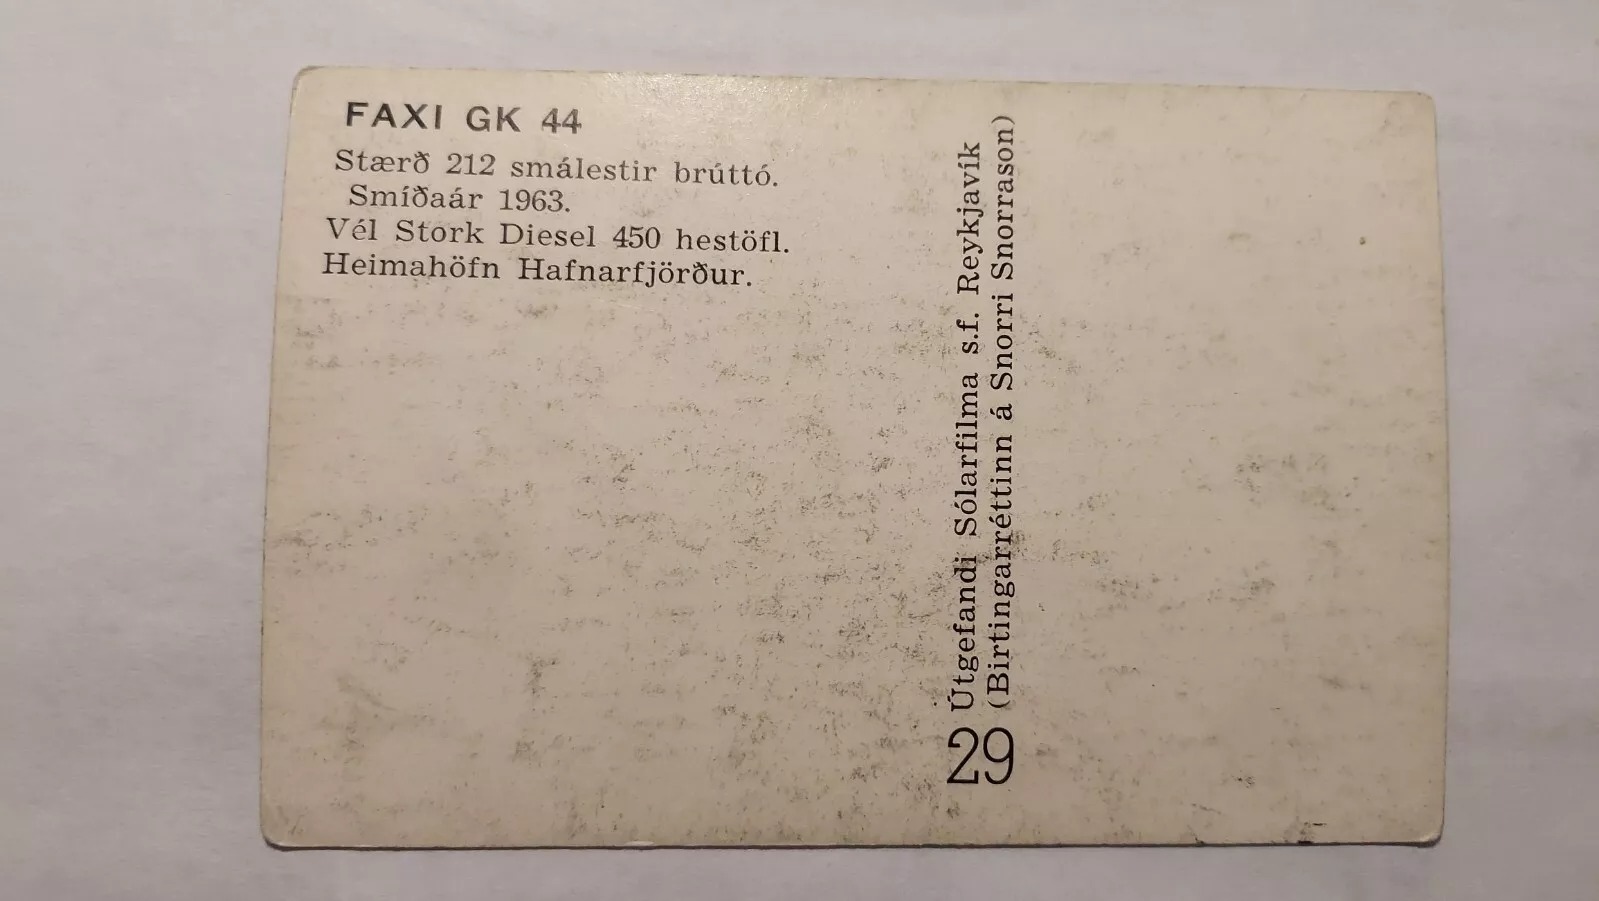 FAXI GK 44
Stærð 212 smálestir brúttó.
Smíðaár 1963.
Vél Stork Diesel 450 hestöfl.
Heimahöfn Hafnarfjörður.
29
Útgefandi Sólarfilma s.f. Reykjavík
(Birtingarréttinn á Snorri Snorrason)